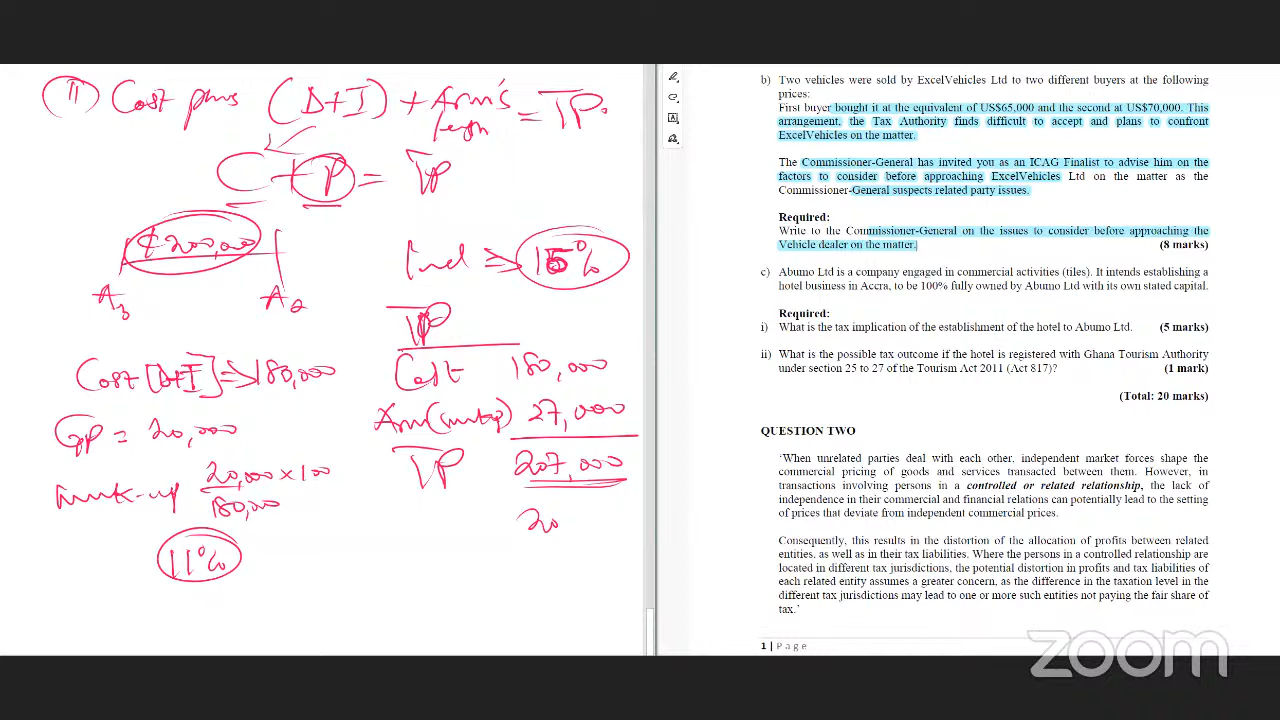 II) Cost plus (D+I) + Arm's length = TP.
C + P = TP
¢200,000
A3 A2
15%
TP
Cost [D+I] ⇒ 180,000
Cost 180,000
GP = 20,000
Arm (mkup) 27,000
TP 207,000
Mark-up 20,000 x 100
180,000
20
11%
b) Two vehicles were sold by ExcelVehicles Ltd to two different buyers at the following
prices:
First buyer bought it at the equivalent of US$65,000 and the second at US$70,000. This
arrangement, the Tax Authority finds difficult to accept and plans to confront
ExcelVehicles on the matter.
The Commissioner-General has invited you as an ICAG Finalist to advise him on the
factors to consider before approaching ExcelVehicles Ltd on the matter as the
Commissioner-General suspects related party issues.
Required:
Write to the Commissioner-General on the issues to consider before approaching the
Vehicle dealer on the matter. (8 marks)
c) Abumo Ltd is a company engaged in commercial activities (tiles). It intends establishing a
hotel business in Accra, to be 100% fully owned by Abumo Ltd with its own stated capital.
Required:
i) What is the tax implication of the establishment of the hotel to Abumo Ltd. (5 marks)
ii) What is the possible tax outcome if the hotel is registered with Ghana Tourism Authority
under section 25 to 27 of the Tourism Act 2011 (Act 817)? (1 mark)
(Total: 20 marks)
QUESTION TWO
‘When unrelated parties deal with each other, independent market forces shape the
commercial pricing of goods and services transacted between them. However, in
transactions involving persons in a controlled or related relationship, the lack of
independence in their commercial and financial relations can potentially lead to the setting
of prices that deviate from independent commercial prices.
Consequently, this results in the distortion of the allocation of profits between related
entities, as well as in their tax liabilities. Where the persons in a controlled relationship are
located in different tax jurisdictions, the potential distortion in profits and tax liabilities of
each related entity assumes a greater concern, as the difference in the taxation level in the
different tax jurisdictions may lead to one or more such entities not paying the fair share of
tax.’
1 | Page
zoom